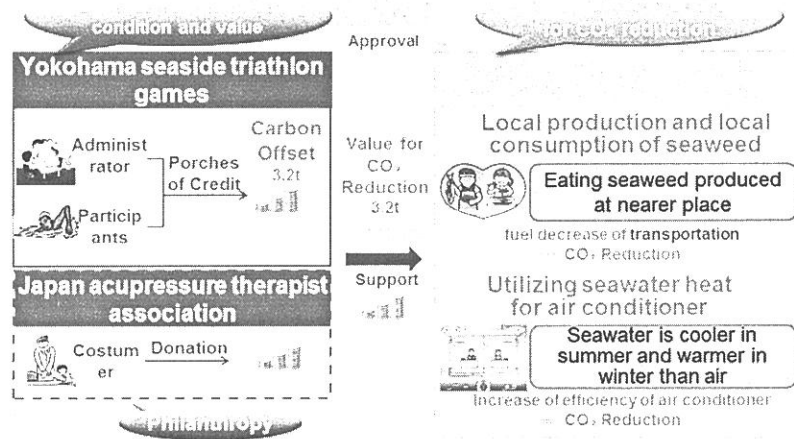 condition and value
Yokohama seaside triathlon
games
Administ
rator
Particip
ants
Porches
of Credit
Carbon
Offset
3.2t
Japan acupressure therapist
association
Costum
er
Donation
Philanthropy
Approval
Value for
CO₂
Reduction
3.2t
Support
for CO₂ reduction
Local production and local
consumption of seaweed
Eating seaweed produced
at nearer place
fuel decrease of transportation
CO₂ Reduction
Utilizing seawater heat
for air conditioner
Seawater is cooler in
summer and warmer in
winter than air
Increase of efficiency of air conditioner
CO₂ Reduction